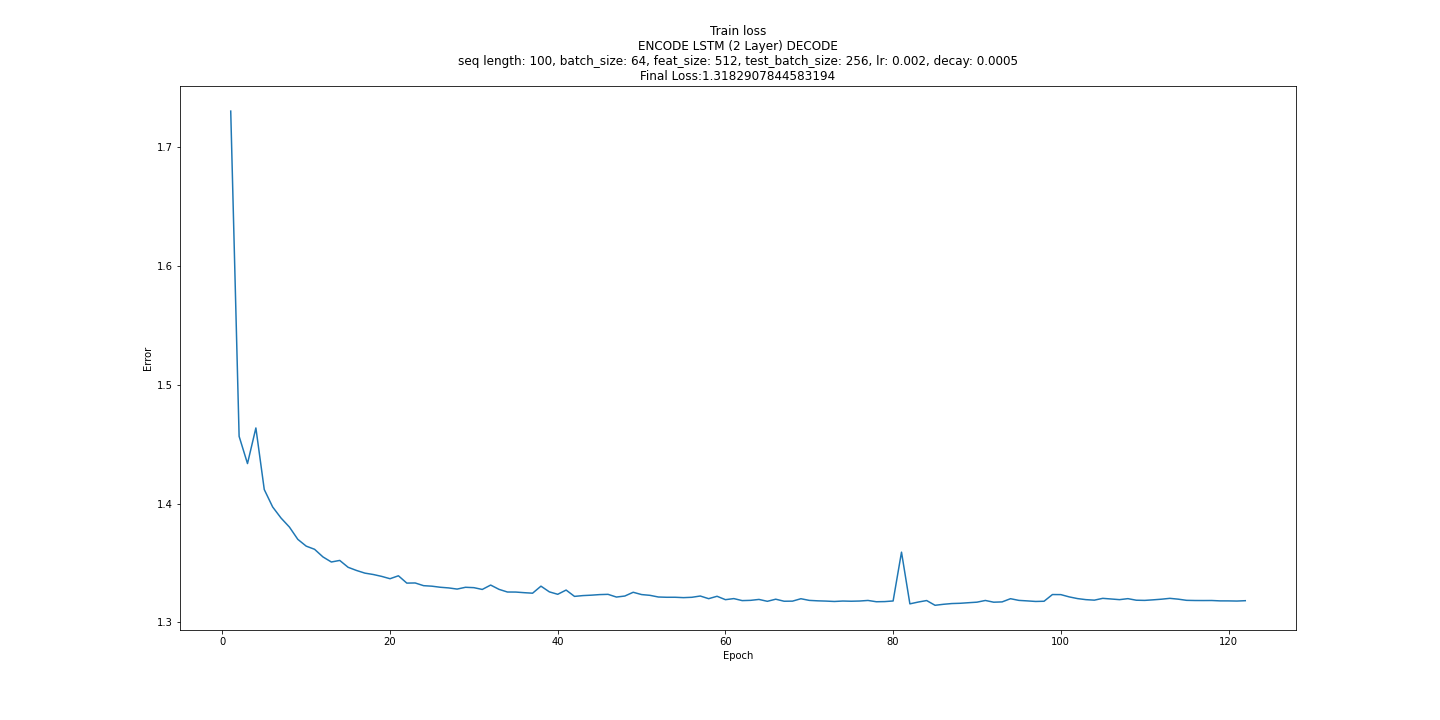 Train loss
ENCODE LSTM (2 Layer) DECODE
seq length: 100, batch_size: 64, feat_size: 512, test_batch_size: 256, lr: 0.002, decay: 0.0005
Final Loss:1.3182907844583194
1.7
1.6
1.5
1.4
1.3
Error
0 20 40 60 80 100 120
Epoch